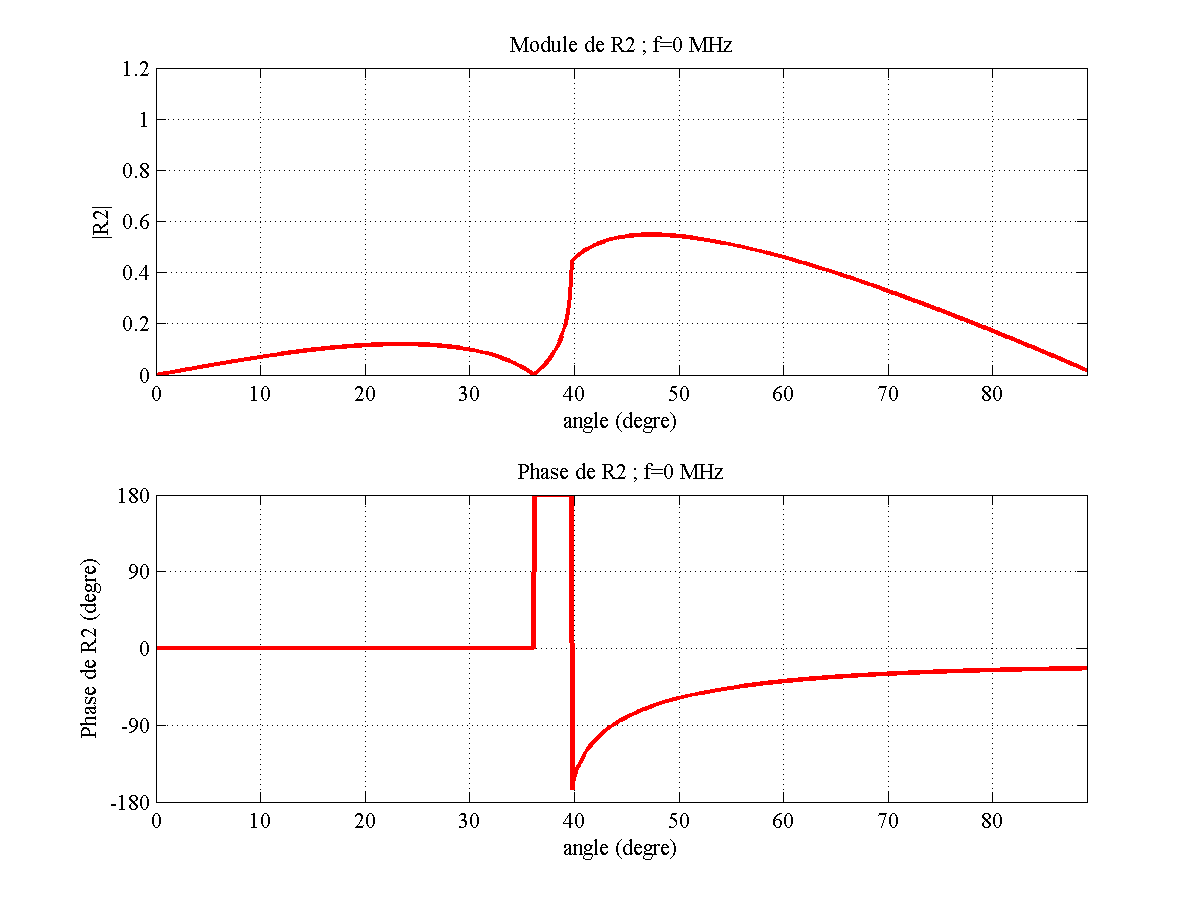 Module de R2 ; f=0 MHz
1.2
1
0.8
0.6
0.4
0.2
0
|R2|
0 10 20 30 40 50 60 70 80
angle (degre)
Phase de R2 ; f=0 MHz
180
90
0
-90
-180
Phase de R2 (degre)
0 10 20 30 40 50 60 70 80
angle (degre)